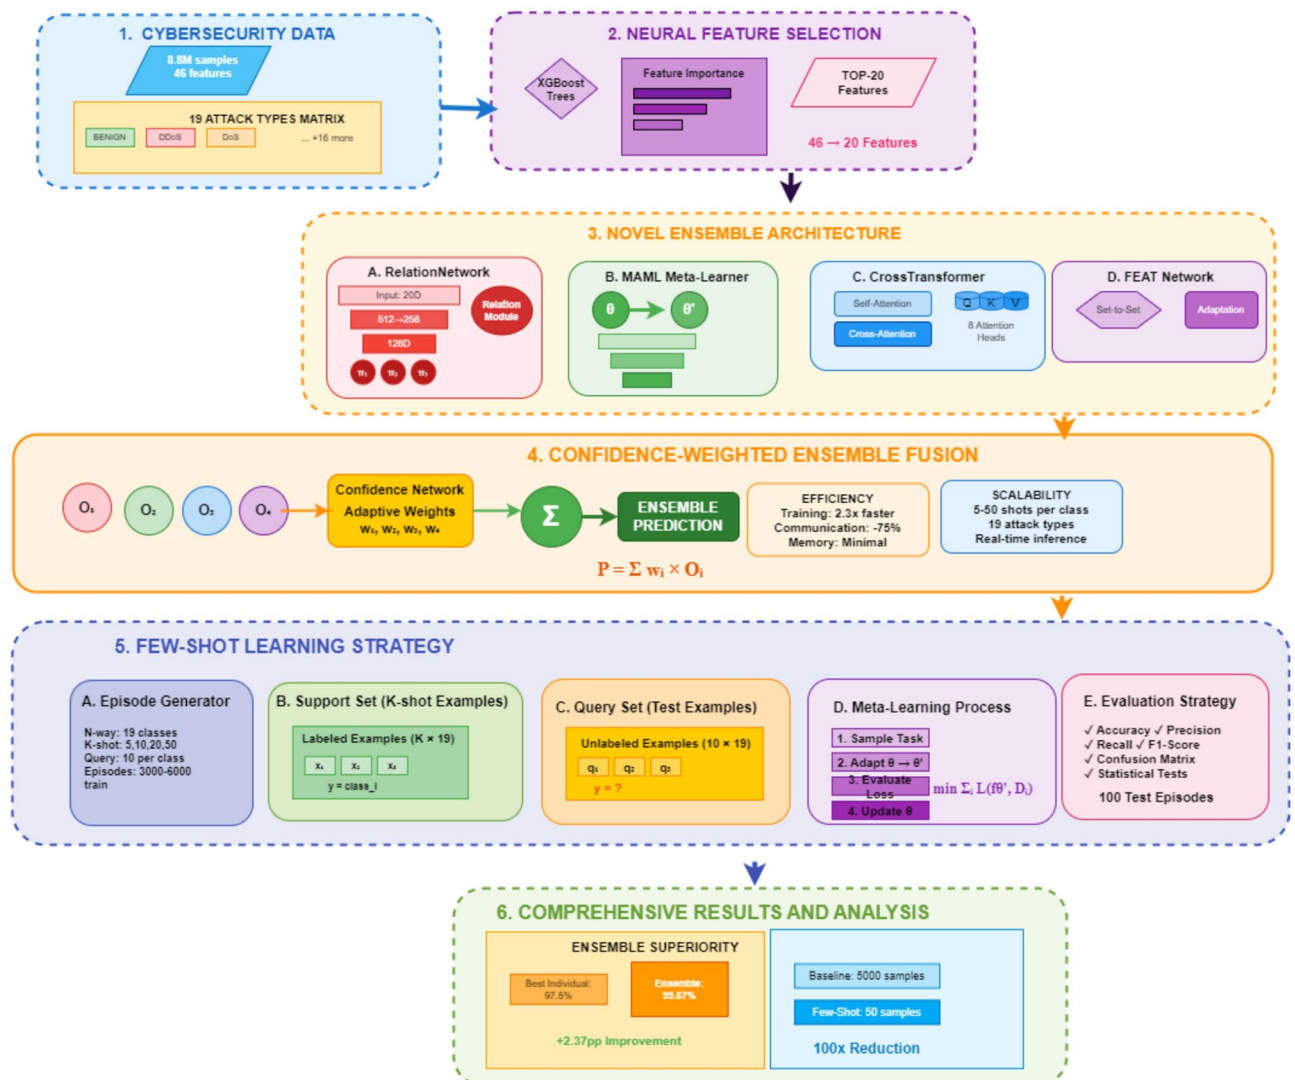 1. CYBERSECURITY DATA
8.8M samples
46 features
19 ATTACK TYPES MATRIX
BENIGN
DDoS
DoS
... +16 more
2. NEURAL FEATURE SELECTION
XGBoost
Trees
Feature Importance
TOP-20
Features
46 → 20 Features
3. NOVEL ENSEMBLE ARCHITECTURE
A. RelationNetwork
Input: 20D
512→256
128D
Relation
Module
B. MAML Meta-Learner
θ
θ'
C. CrossTransformer
Self-Attention
Cross-Attention
Q K V
8 Attention
Heads
D. FEAT Network
Set-to-Set
Adaptation
4. CONFIDENCE-WEIGHTED ENSEMBLE FUSION
O₁
O₂
O₃
O₄
Confidence Network
Adaptive Weights
w₁, w₂, w₃, w₄
Σ
ENSEMBLE
PREDICTION
EFFICIENCY
Training: 2.3x faster
Communication: -75%
Memory: Minimal
SCALABILITY
5-50 shots per class
19 attack types
Real-time inference
P = Σ wᵢ × Oᵢ
5. FEW-SHOT LEARNING STRATEGY
A. Episode Generator
N-way: 19 classes
K-shot: 5,10,20,50
Query: 10 per class
Episodes: 3000-6000
train
B. Support Set (K-shot Examples)
Labeled Examples (K × 19)
x₁
x₂
x₃
y = class_i
C. Query Set (Test Examples)
Unlabeled Examples (10 × 19)
q₁
q₂
q₃
y = ?
D. Meta-Learning Process
1. Sample Task
2. Adapt θ → θ'
3. Evaluate
Loss
4. Update θ
min Σᵢ L(fθ', Dᵢ)
E. Evaluation Strategy
✓ Accuracy ✓ Precision
✓ Recall ✓ F1-Score
✓ Confusion Matrix
✓ Statistical Tests
100 Test Episodes
6. COMPREHENSIVE RESULTS AND ANALYSIS
ENSEMBLE SUPERIORITY
Best Individual:
97.5%
Ensemble:
99.87%
+2.37pp Improvement
Baseline: 5000 samples
Few-Shot: 50 samples
100x Reduction